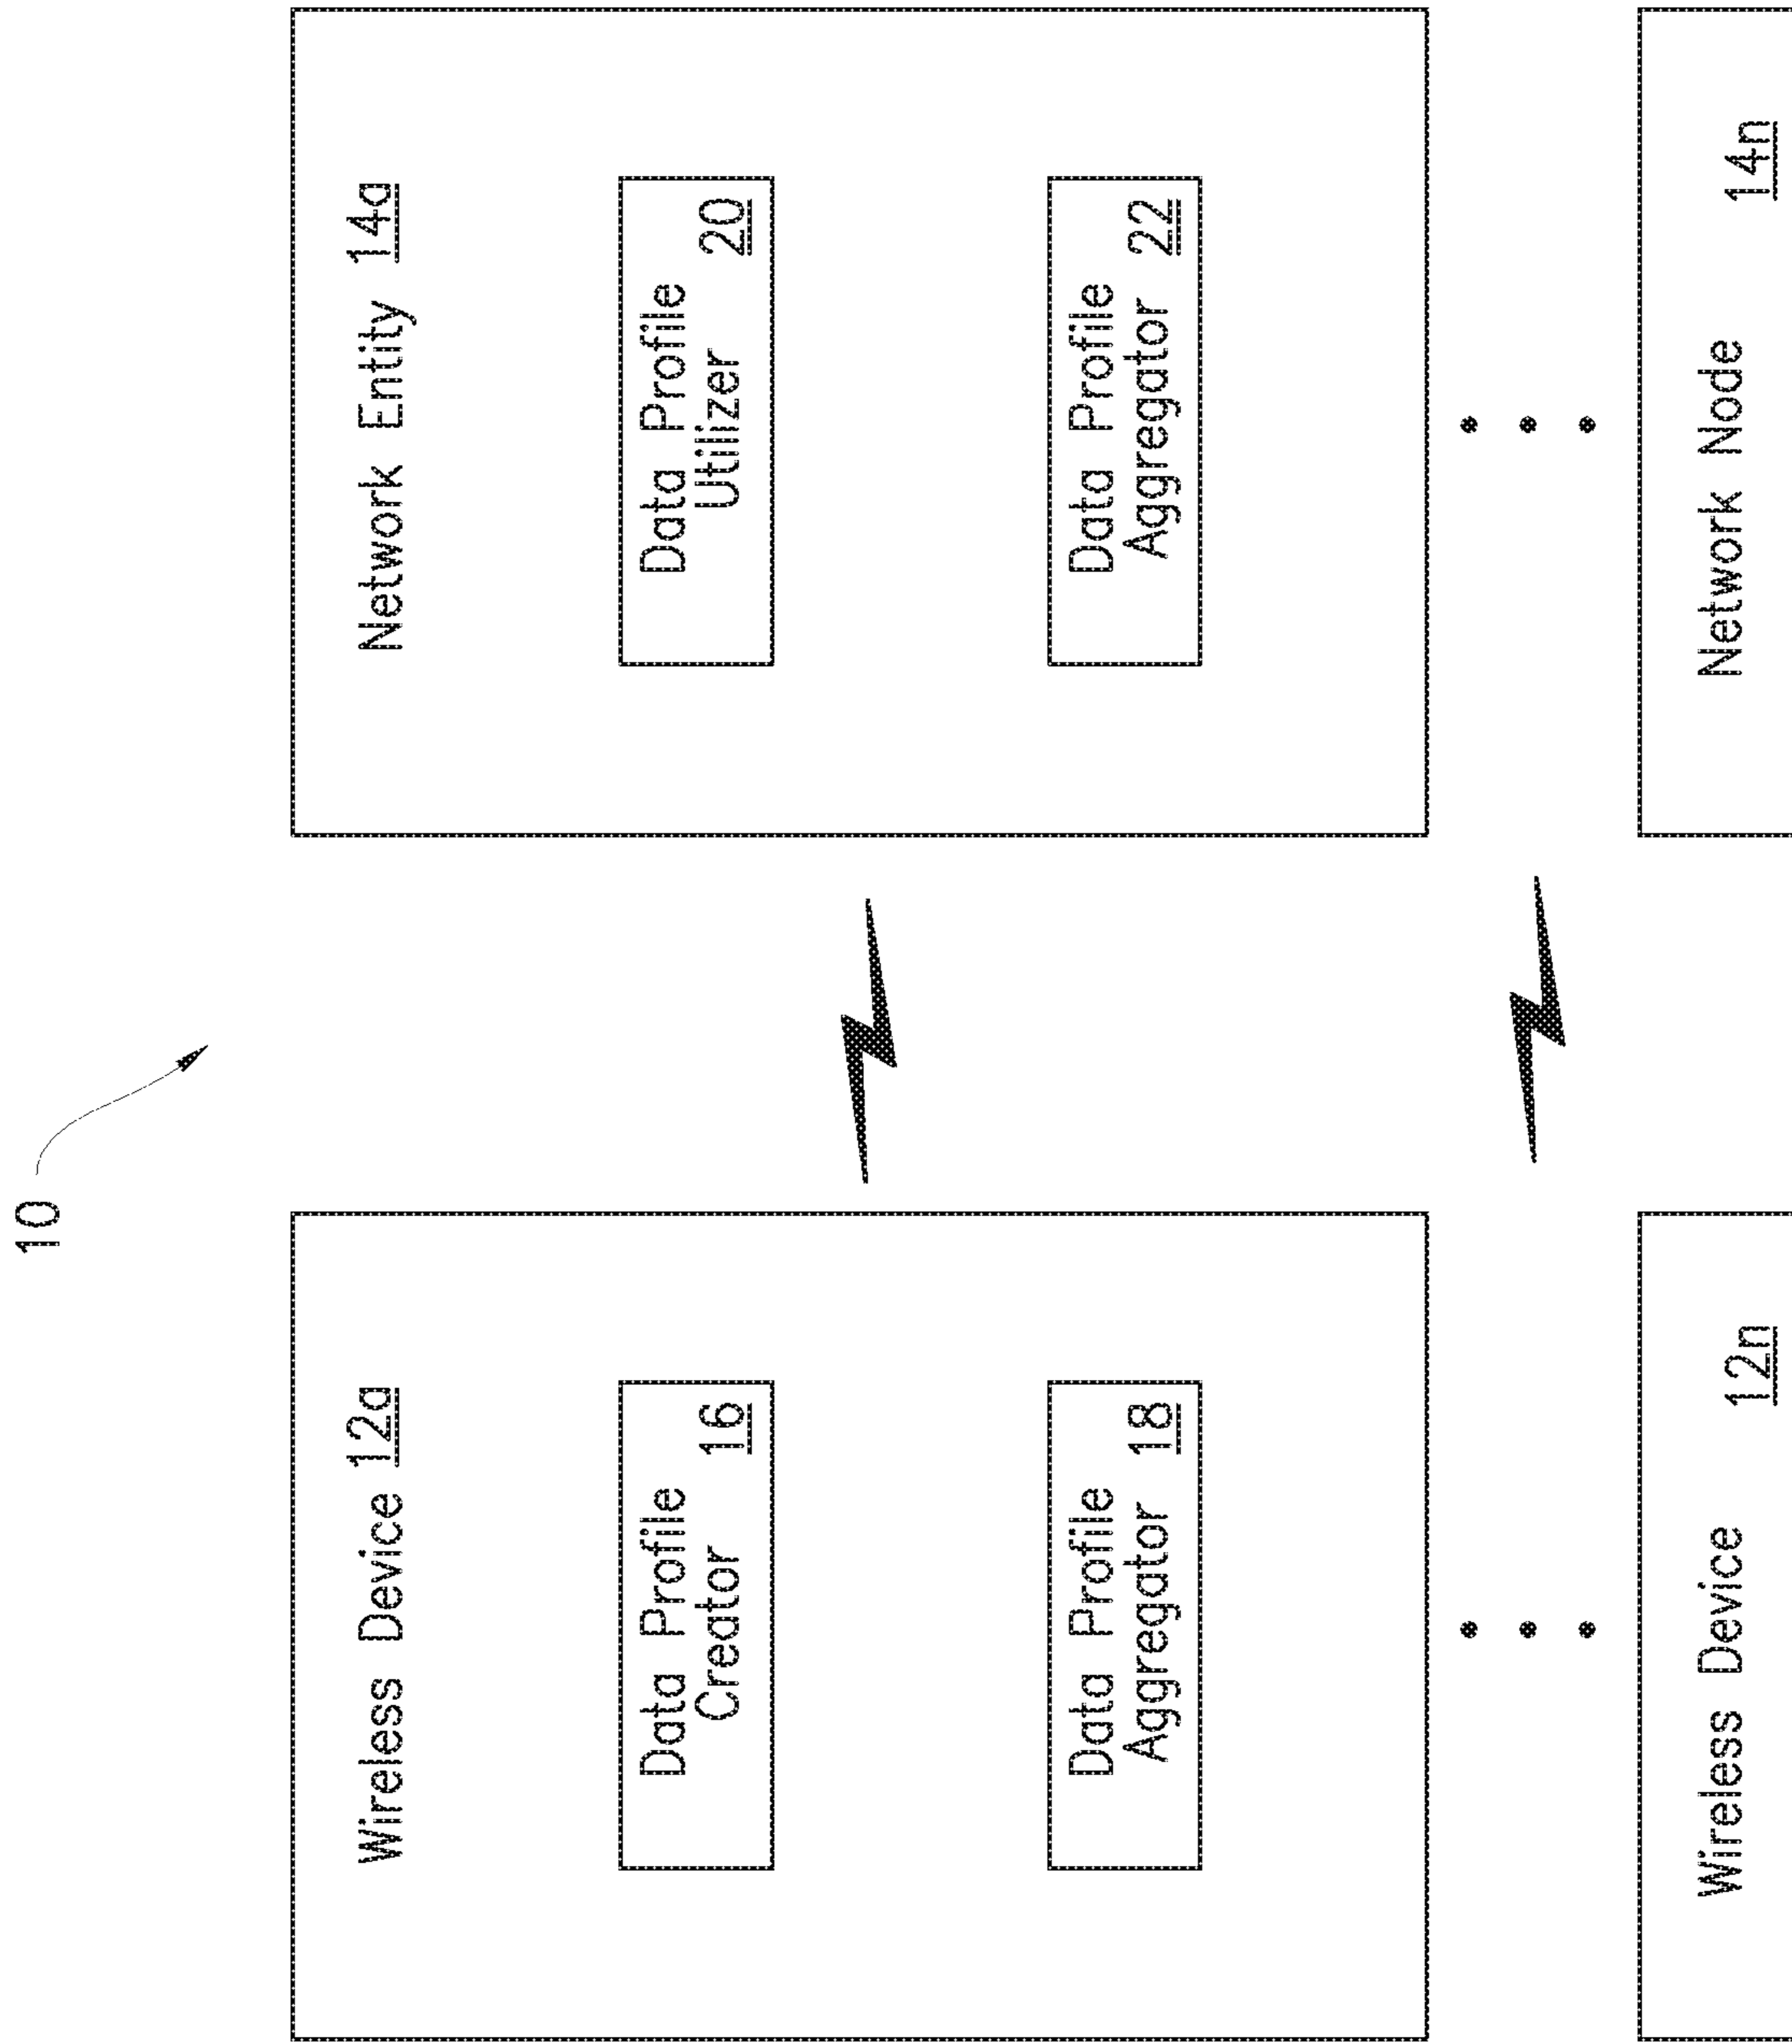 10
Wireless Device 12a
Data Profile
Creator 16
Data Profile
Aggregator 18
Wireless Device
12n
Network Entity 14a
Data Profile
Utilizer 20
Data Profile
Aggregator 22
Network Node
14n